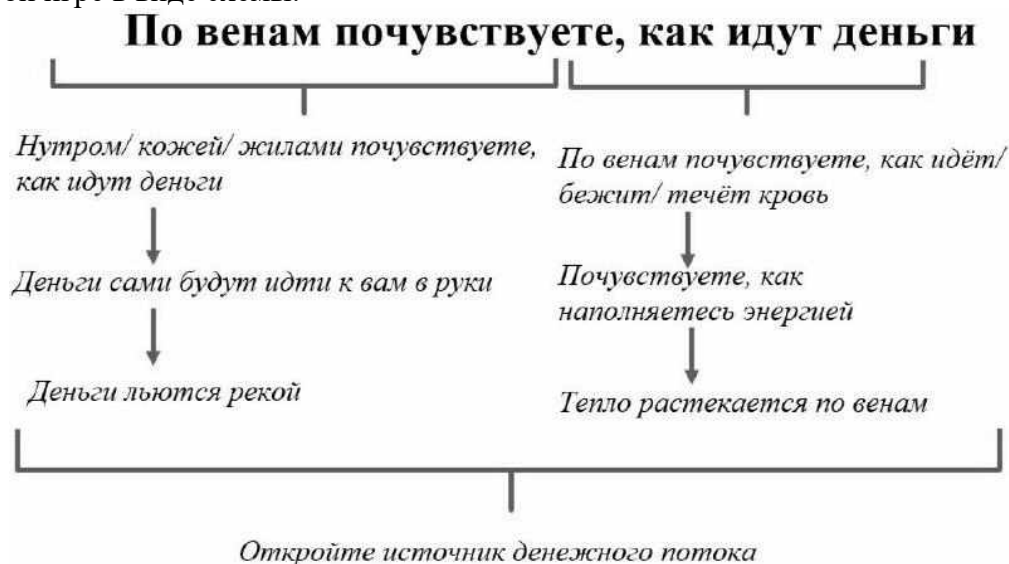 По венам почувствуете, как идут деньги
Нутром/ кожей/ жилами почувствуете,
как идут деньги
Деньги сами будут идти к вам в руки
Деньги льются рекой
По венам почувствуете, как идёт/
бежит/ течёт кровь
Почувствуете, как
наполняетесь энергией
Тепло растекается по венам
Откройте источник денежного потока